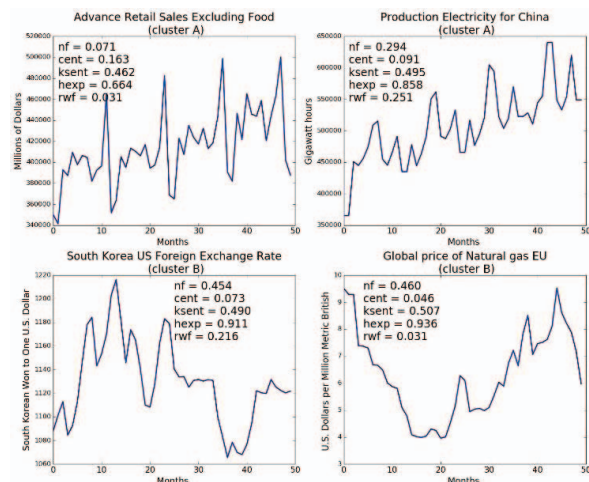 Advance Retail Sales Excluding Food
(cluster A)
nf = 0.071
cent = 0.163
ksent = 0.462
hexp = 0.664
rwf = 0.031
Millions of Dollars
520000
500000
480000
460000
440000
420000
400000
380000
360000
340000
0 10 20 30 40 50
Months
Production Electricity for China
(cluster A)
nf = 0.294
cent = 0.091
ksent = 0.495
hexp = 0.858
rwf = 0.251
Gigawatt hours
650000
600000
550000
500000
450000
400000
350000
0 10 20 30 40 50
Months
South Korea US Foreign Exchange Rate
(cluster B)
nf = 0.454
cent = 0.073
ksent = 0.490
hexp = 0.911
rwf = 0.216
South Korean Won to One U.S. Dollar
1220
1200
1180
1160
1140
1120
1100
1080
1060
0 10 20 30 40 50
Months
Global price of Natural gas EU
(cluster B)
nf = 0.460
cent = 0.046
ksent = 0.507
hexp = 0.936
rwf = 0.031
U.S. Dollars per Million Metric British
10
9
8
7
6
5
4
3
0 10 20 30 40 50
Months